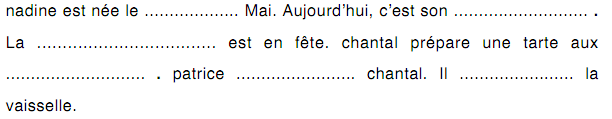 nadine est née le ................... Mai. Aujourd'hui, c'est son ........................... .
La .................................... est en fête. chantal prépare une tarte aux
............................ . patrice ........................ chantal. Il ....................... la
vaisselle.